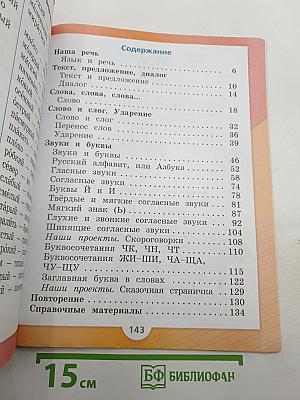 Содержание
Наша речь
Язык и речь 6
Текст, предложение, диалог
Текст и предложение 10
Диалог 14
Слова, слова, слова...
Слово 18
Слово и слог. Ударение
Слово и слог 32
Перенос слов 36
Ударение 39
Звуки и буквы
Звуки и буквы 46
Русский алфавит, или Азбука 52
Гласные звуки 58
Согласные звуки 74
Буквы Й и И 78
Твёрдые и мягкие согласные звуки 81
Мягкий знак (Ь) 87
Глухие и звонкие согласные звуки 92
Шипящие согласные звуки 104
Наши проекты. Скороговорки 108
Буквосочетания ЧК, ЧН, ЧТ
Буквосочетания ЖИ–ШИ, ЧА–ЩА,
ЧУ–ЩУ 115
Заглавная буква в словах 122
Наши проекты. Сказочная страничка 129
Повторение 130
Справочные материалы 134
143
15 см
БФ БИБЛИОФАН